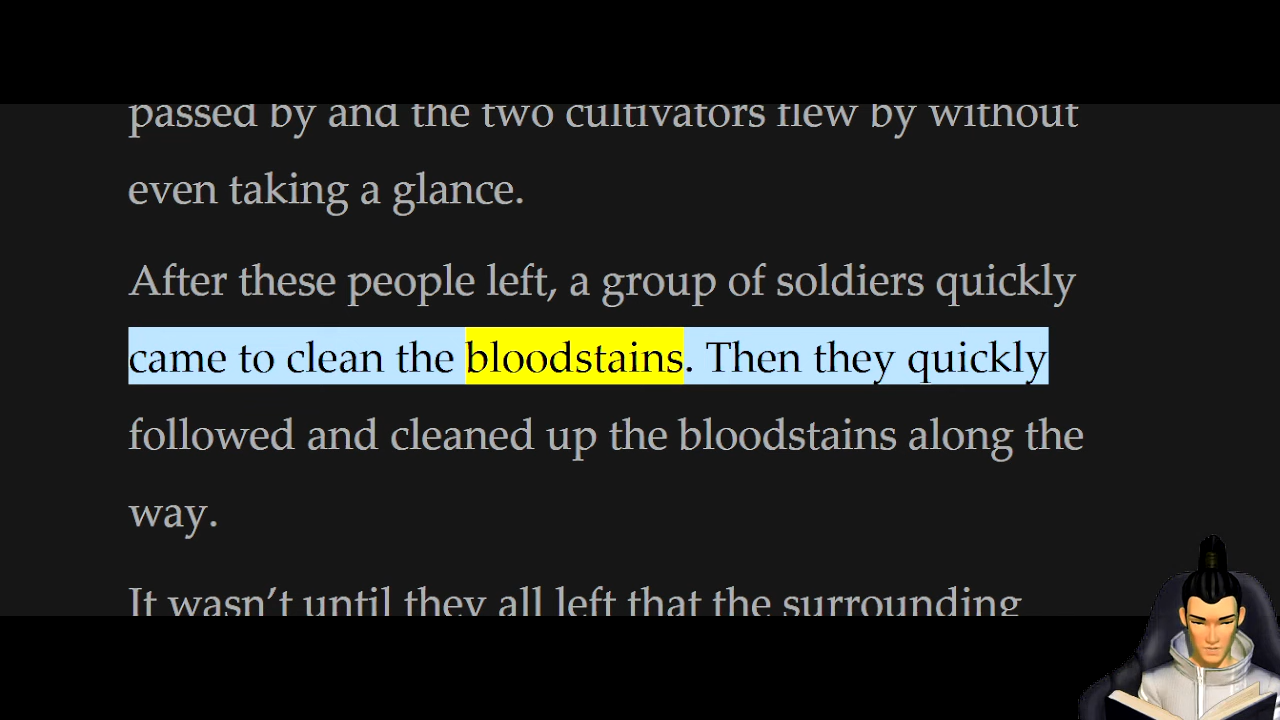 passed by and the two cultivators flew by without
even taking a glance.
After these people left, a group of soldiers quickly
came to clean the bloodstains. Then they quickly
followed and cleaned up the bloodstains along the
way.
It wasn’t until they all left that the surrounding